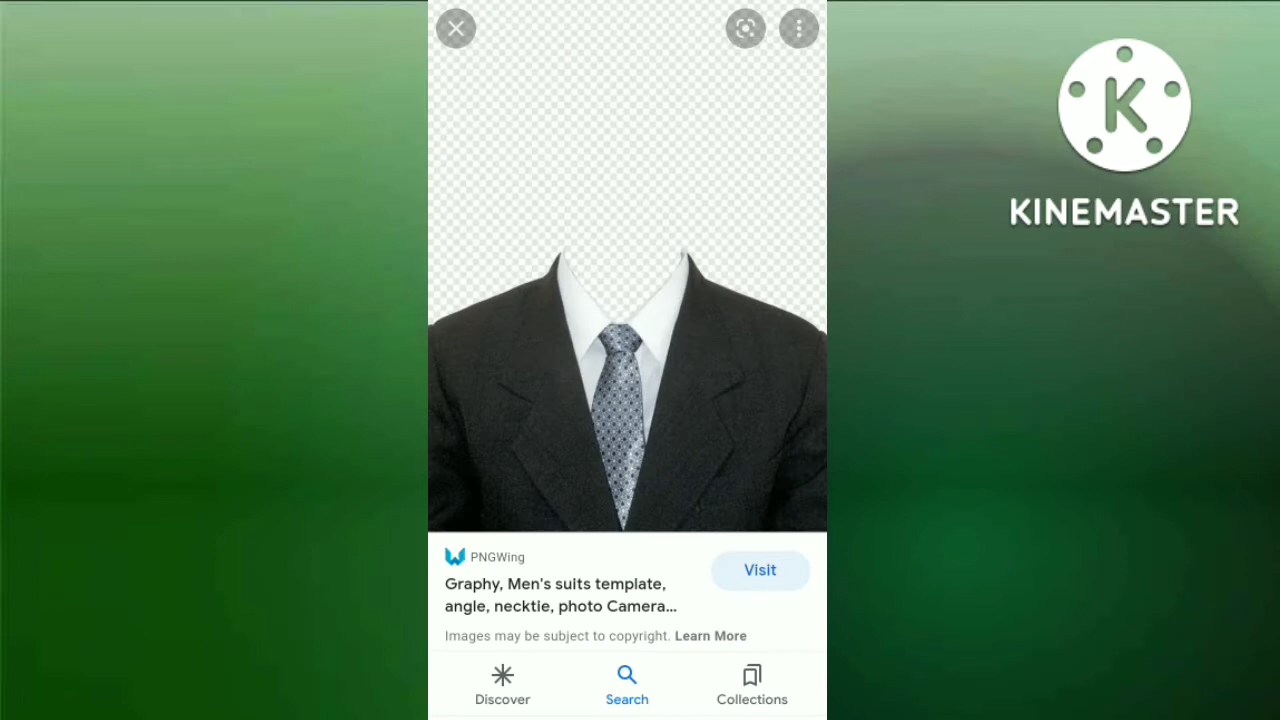 KINEMASTER
PNGWing
Graphy, Men's suits template,
angle, necktie, photo Camera...
Visit
Images may be subject to copyright. Learn More
Discover
Search
Collections